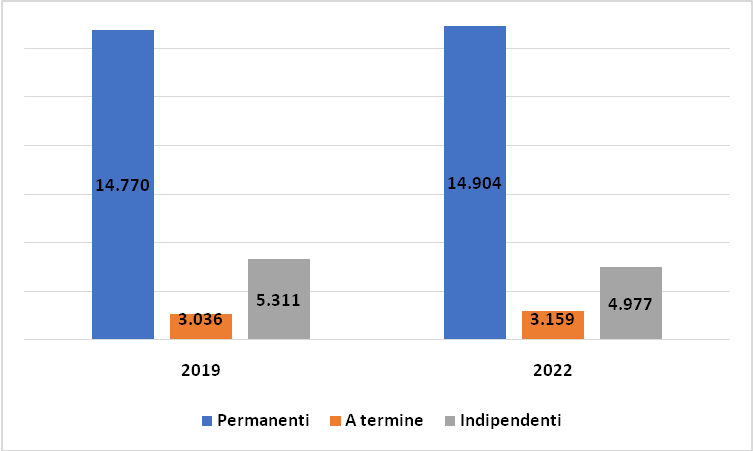 14.770
14.904
5.311
4.977
3.036
3.159
2019
2022
Permanenti
A termine
Indipendenti